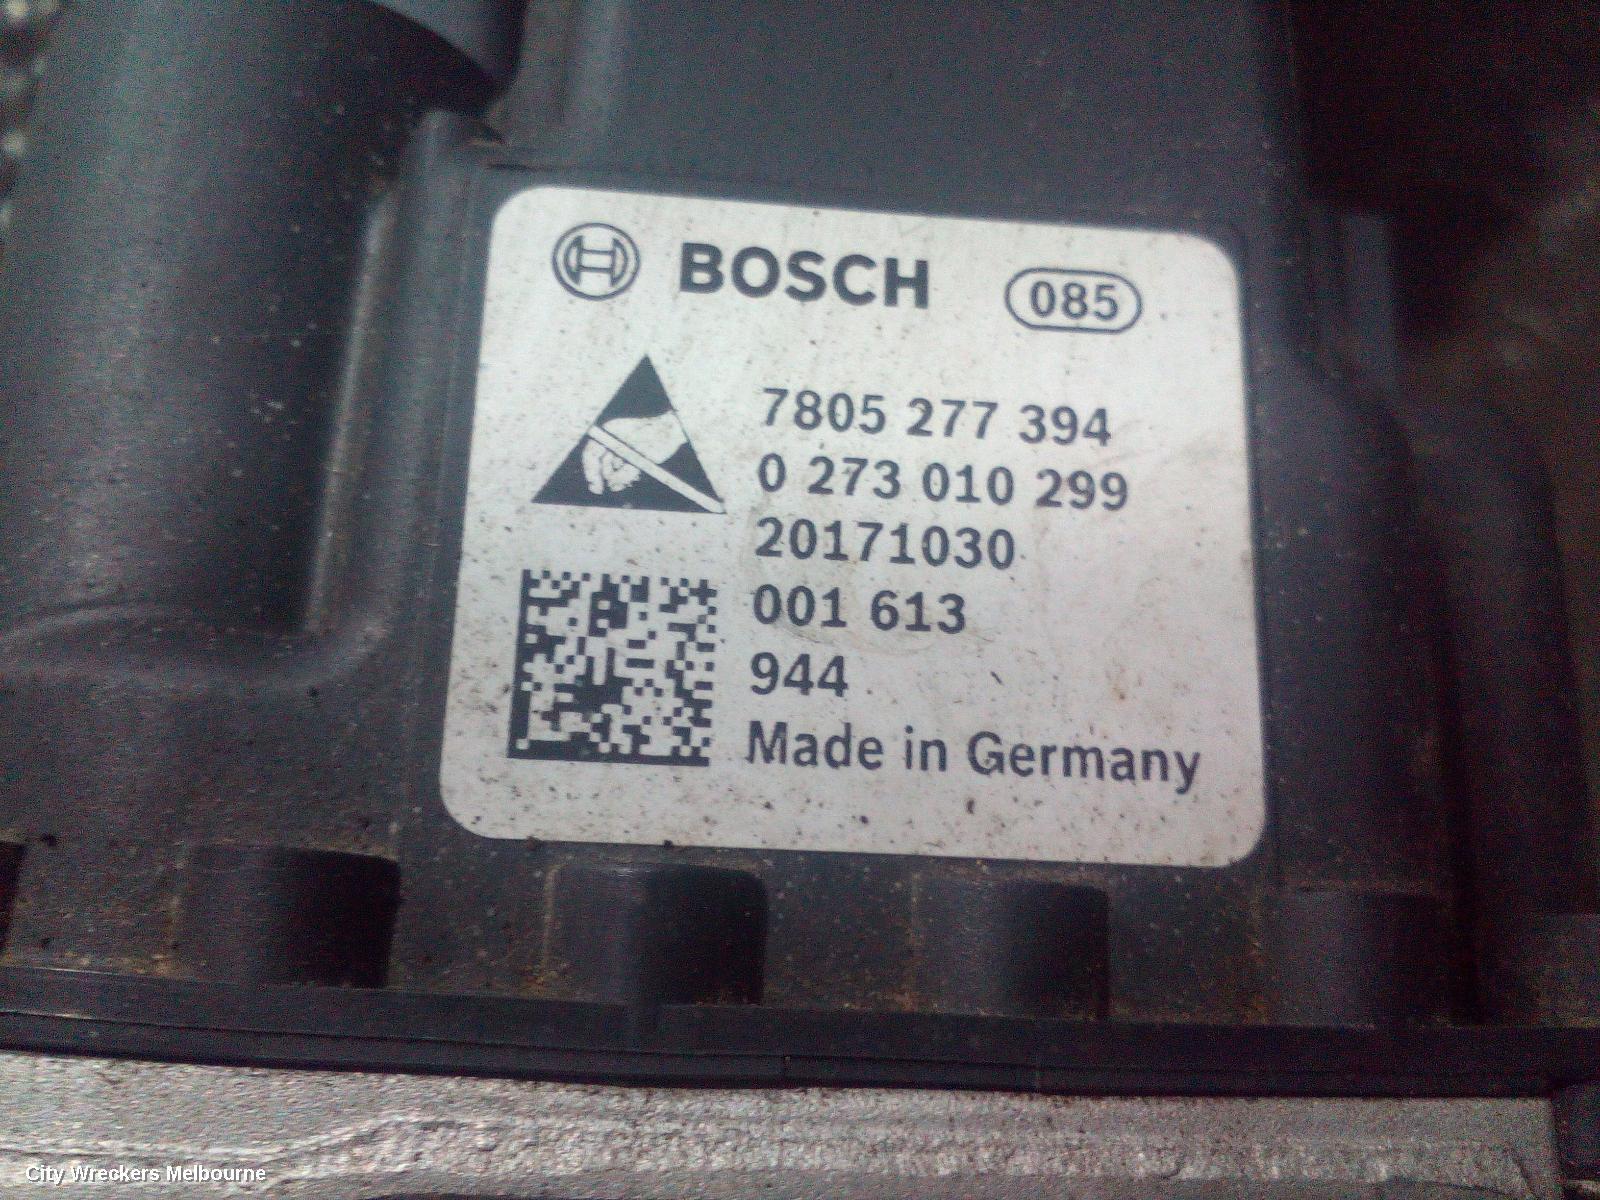 BOSCH 085
7805 277 394
0 273 010 299
20171030
001 613
944
Made in Germany
City Wreckers Melbourne